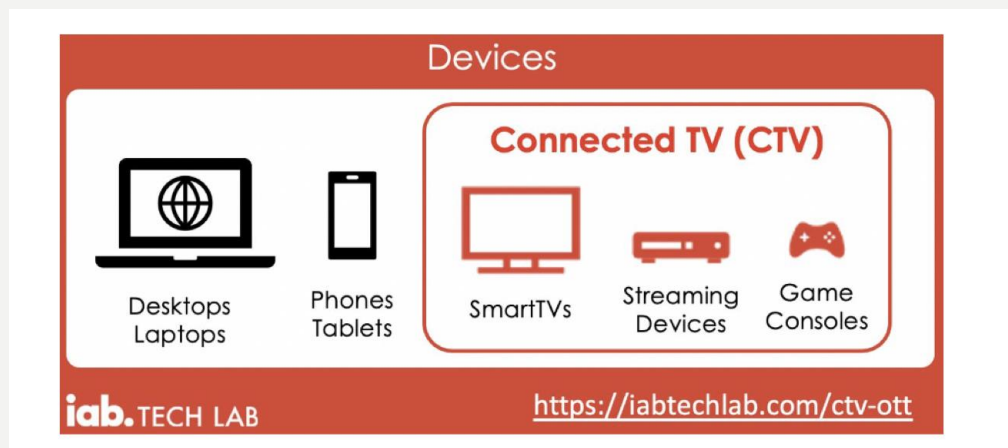 Devices
Connected TV (CTV)
Desktops
Laptops
Phones
Tablets
SmartTVs
Streaming
Devices
Game
Consoles
iab.TECH LAB
https://iabtechlab.com/ctv-ott